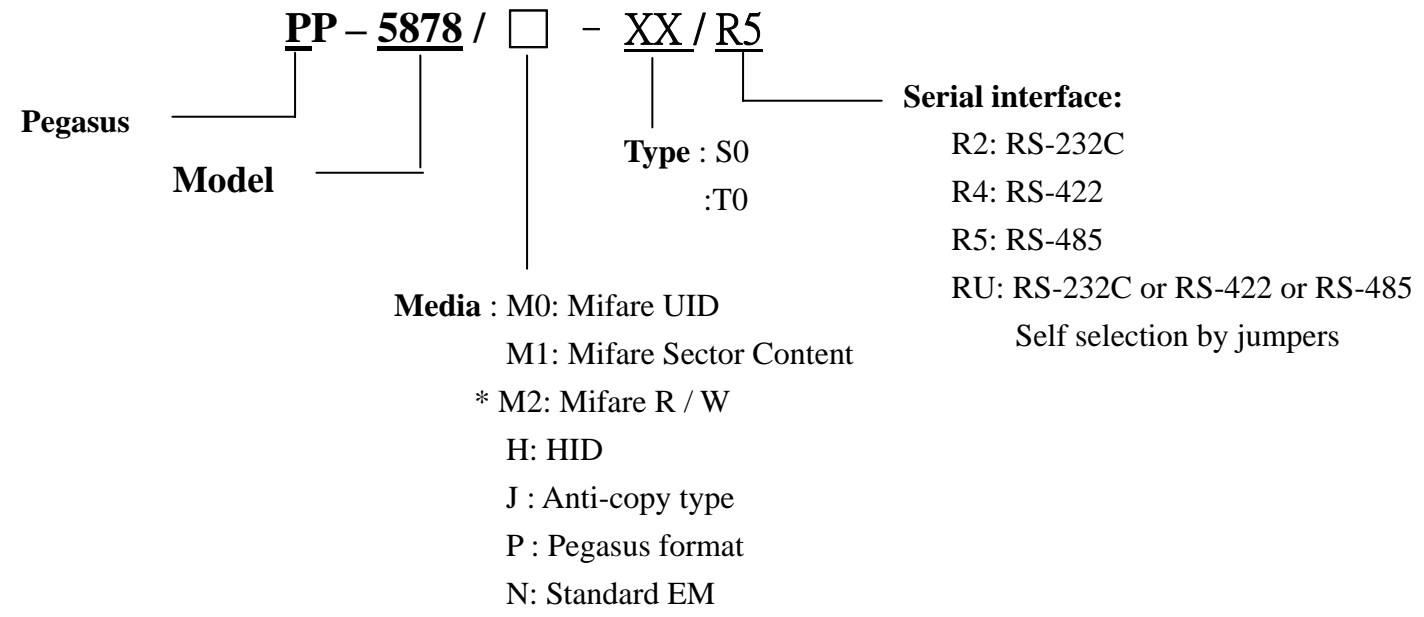 PP – 5878 / □ - XX / R5
Pegasus
Model
Type : S0
:T0
Serial interface:
R2: RS-232C
R4: RS-422
R5: RS-485
RU: RS-232C or RS-422 or RS-485
Self selection by jumpers
Media : M0: Mifare UID
M1: Mifare Sector Content
* M2: Mifare R / W
H: HID
J : Anti-copy type
P : Pegasus format
N: Standard EM